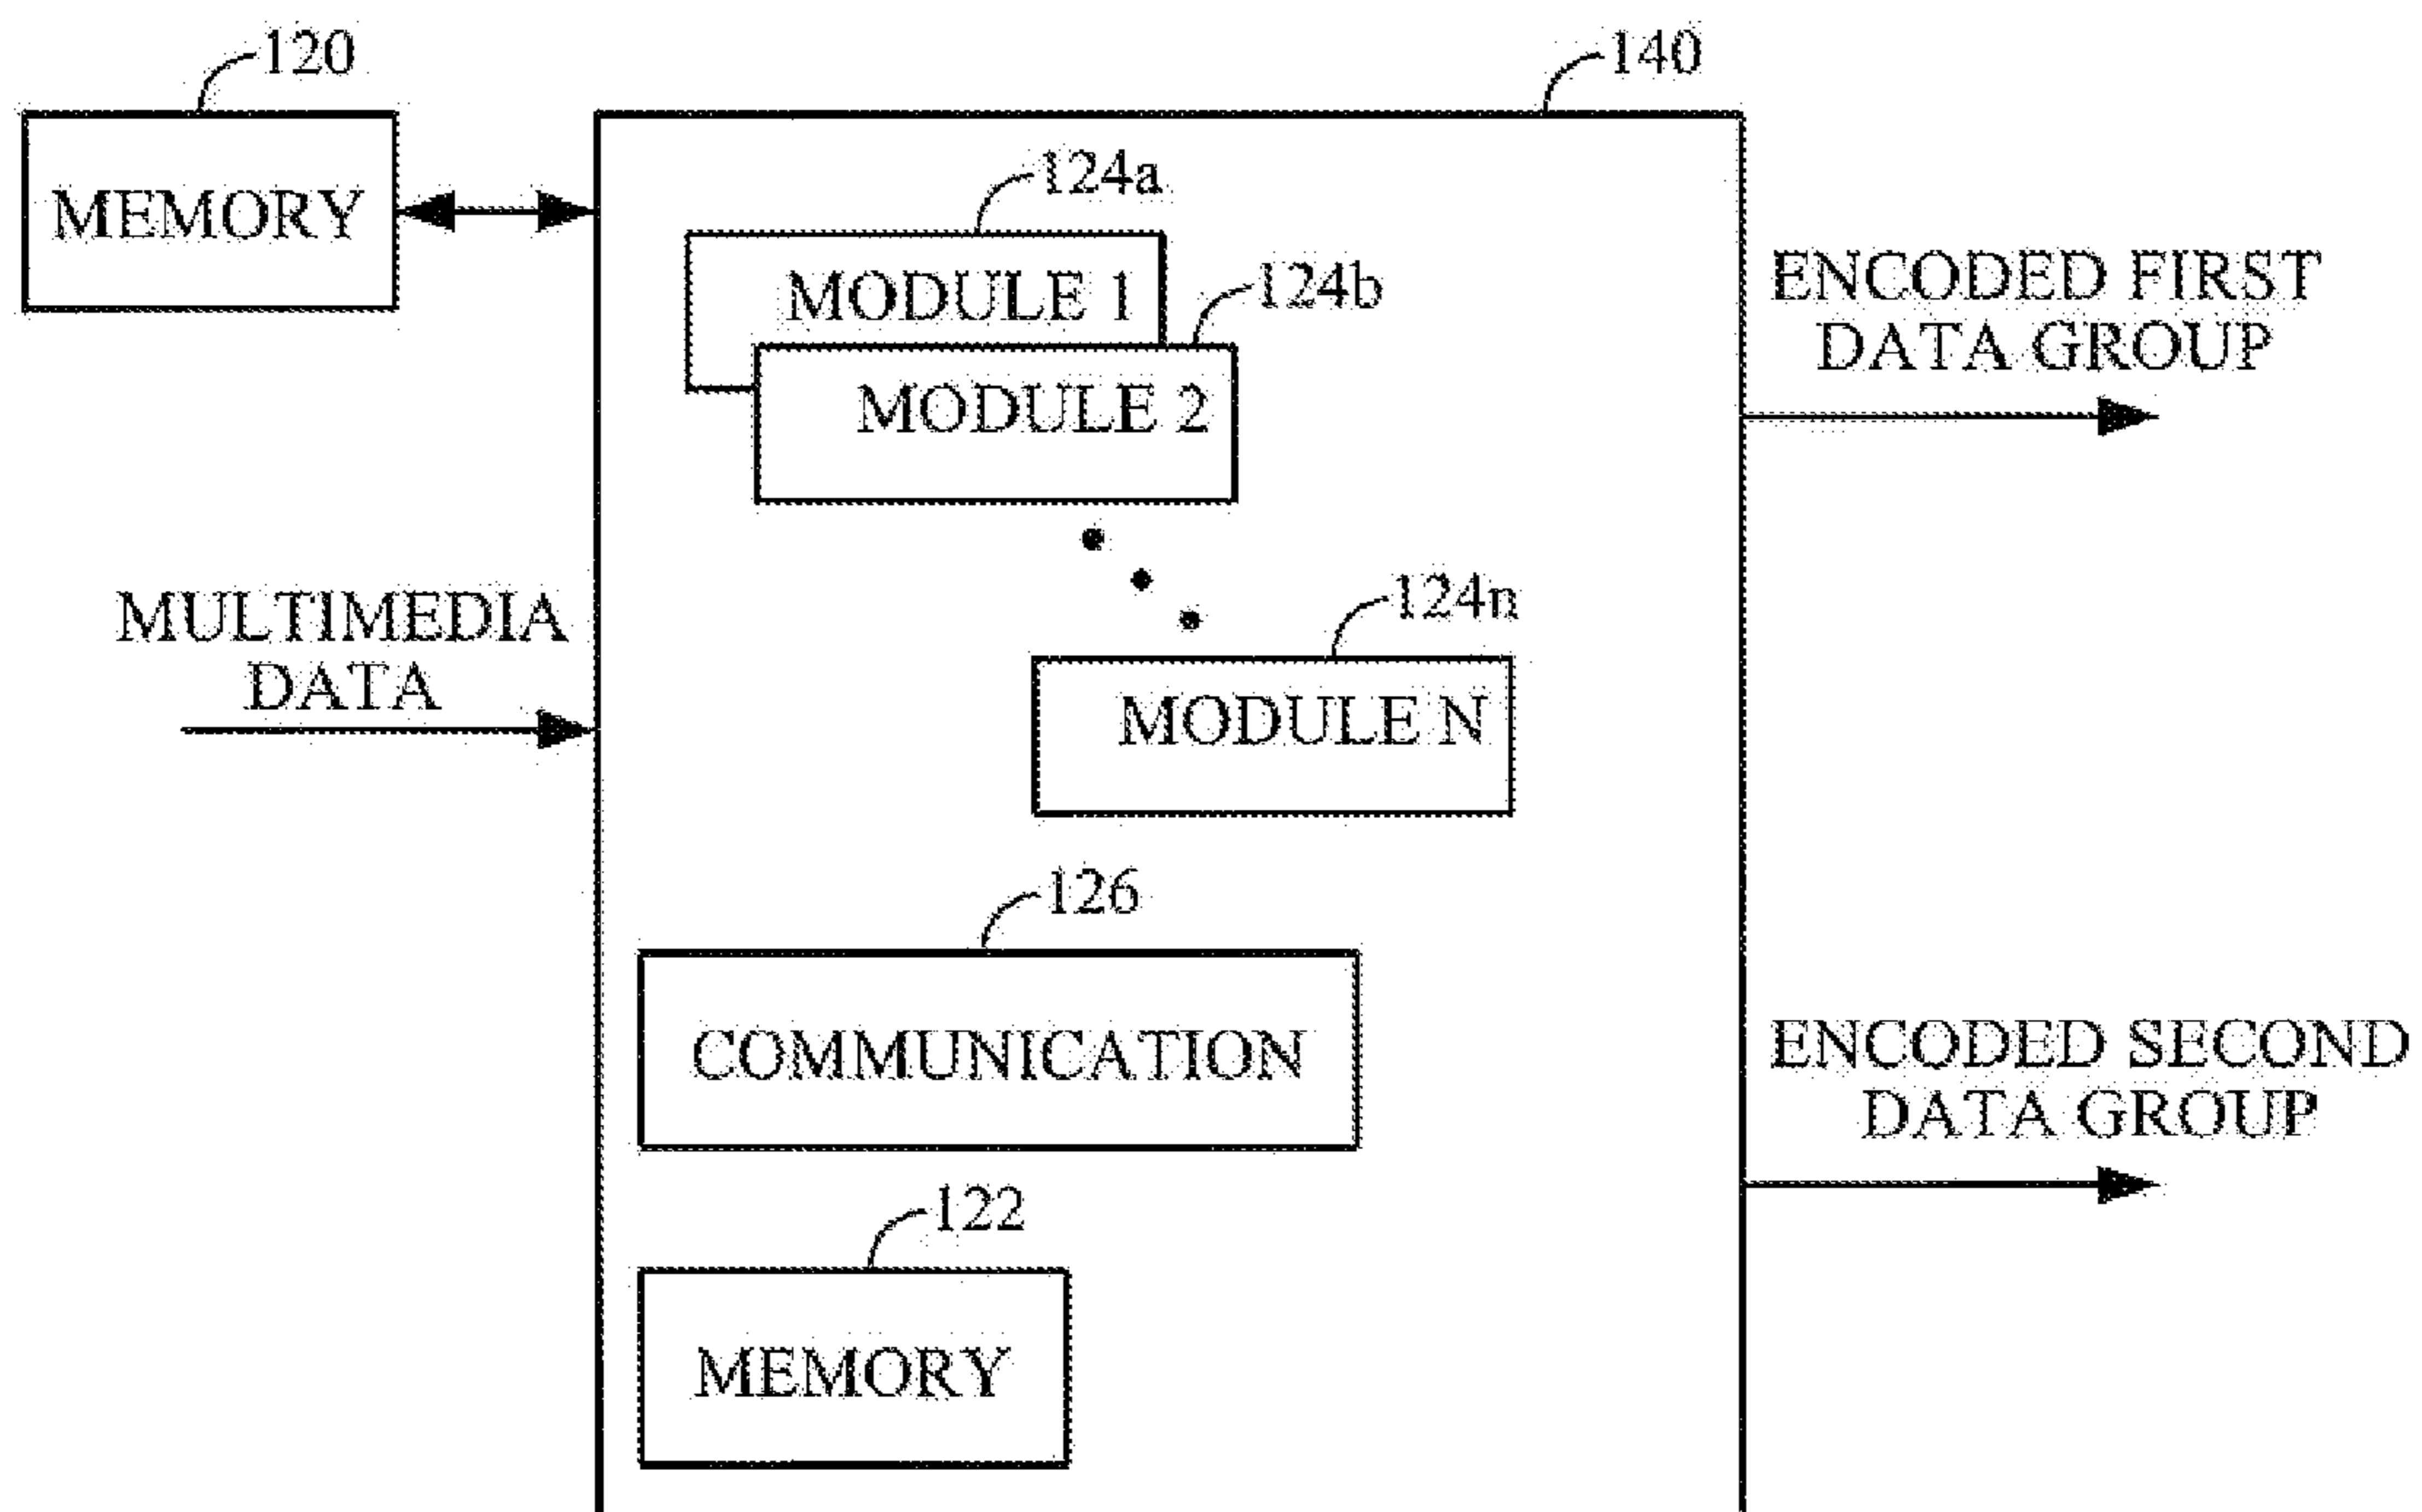 120
140
MEMORY
124a
MODULE 1
124b
MODULE 2
ENCODED FIRST
DATA GROUP
MULTIMEDIA
DATA
124n
MODULE N
126
COMMUNICATION
ENCODED SECOND
DATA GROUP
122
MEMORY